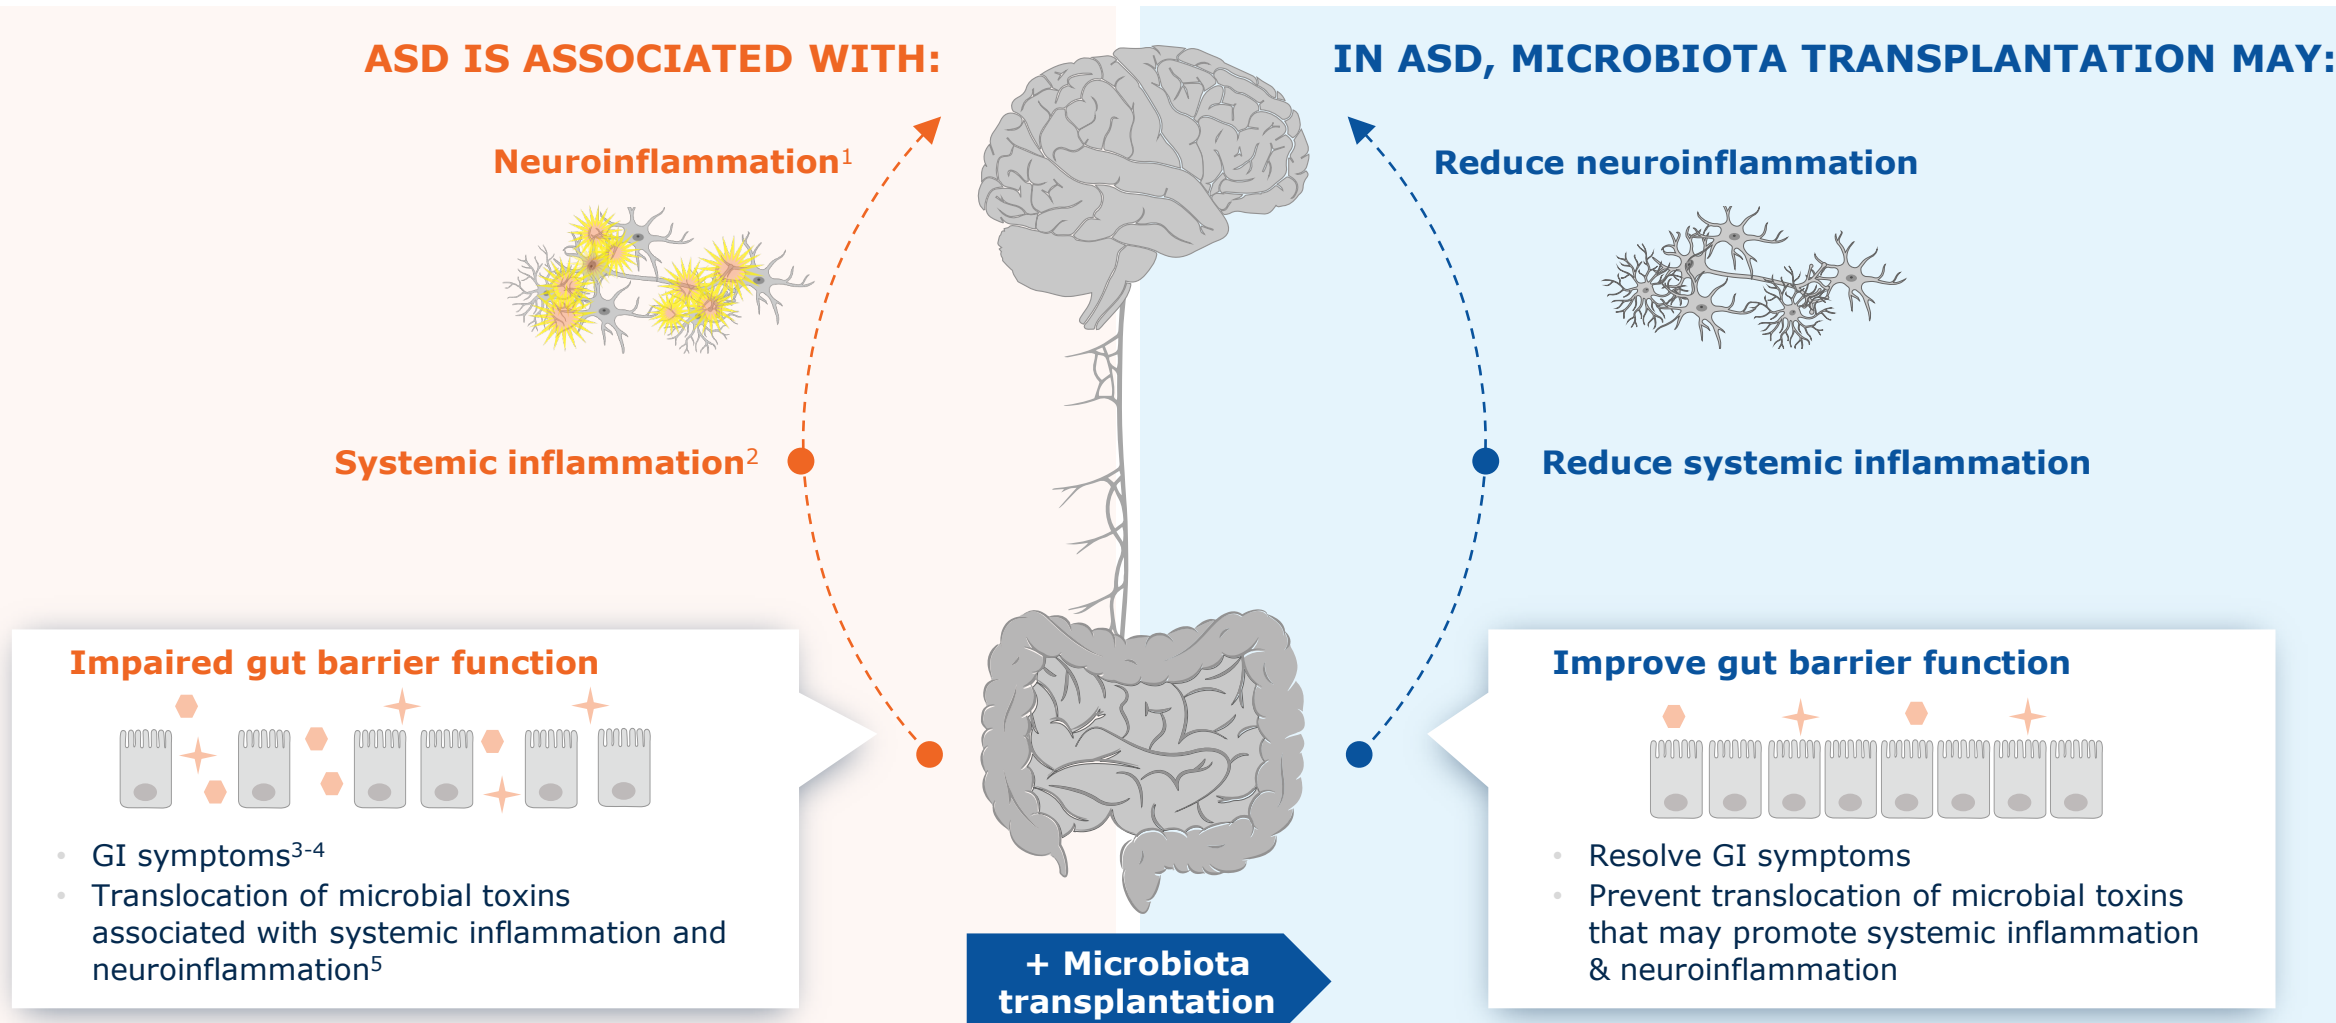 ASD IS ASSOCIATED WITH:
Neuroinflammation¹
Systemic inflammation²
Impaired gut barrier function
• GI symptoms³⁻⁴
• Translocation of microbial toxins
associated with systemic inflammation and
neuroinflammation⁵
+ Microbiota
transplantation
IN ASD, MICROBIOTA TRANSPLANTATION MAY:
Reduce neuroinflammation
Reduce systemic inflammation
Improve gut barrier function
• Resolve GI symptoms
• Prevent translocation of microbial toxins
that may promote systemic inflammation
& neuroinflammation